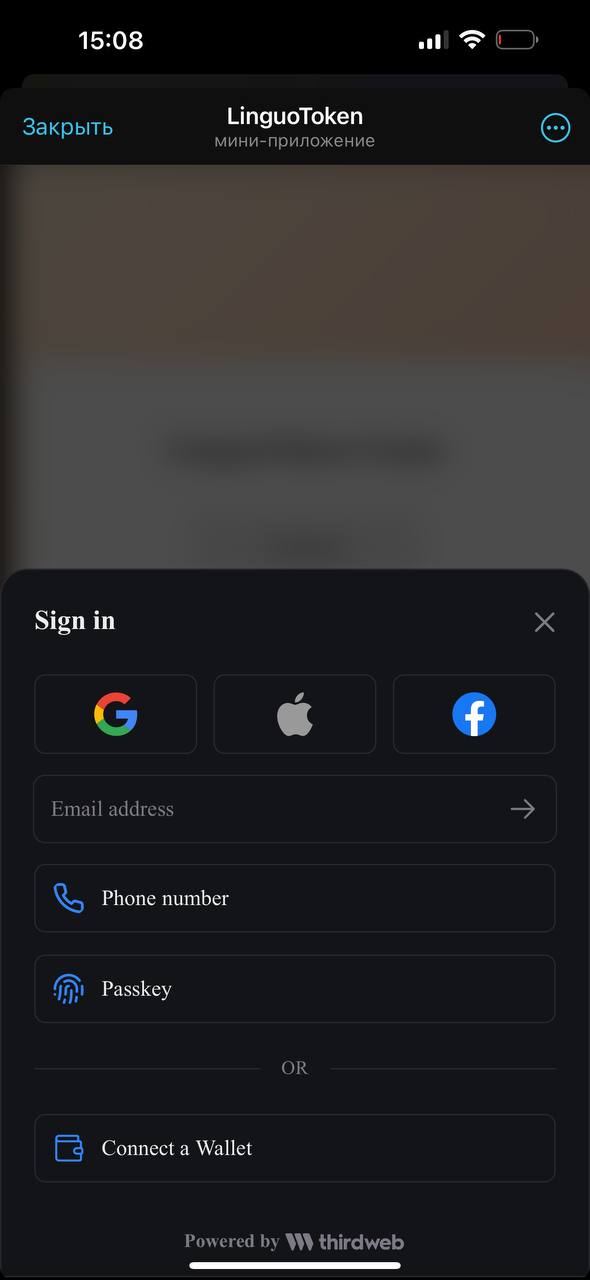 15:08
Закрыть
LinguoToken
мини-приложение
Sign in
Email address
Phone number
Passkey
OR
Connect a Wallet
Powered by thirdweb